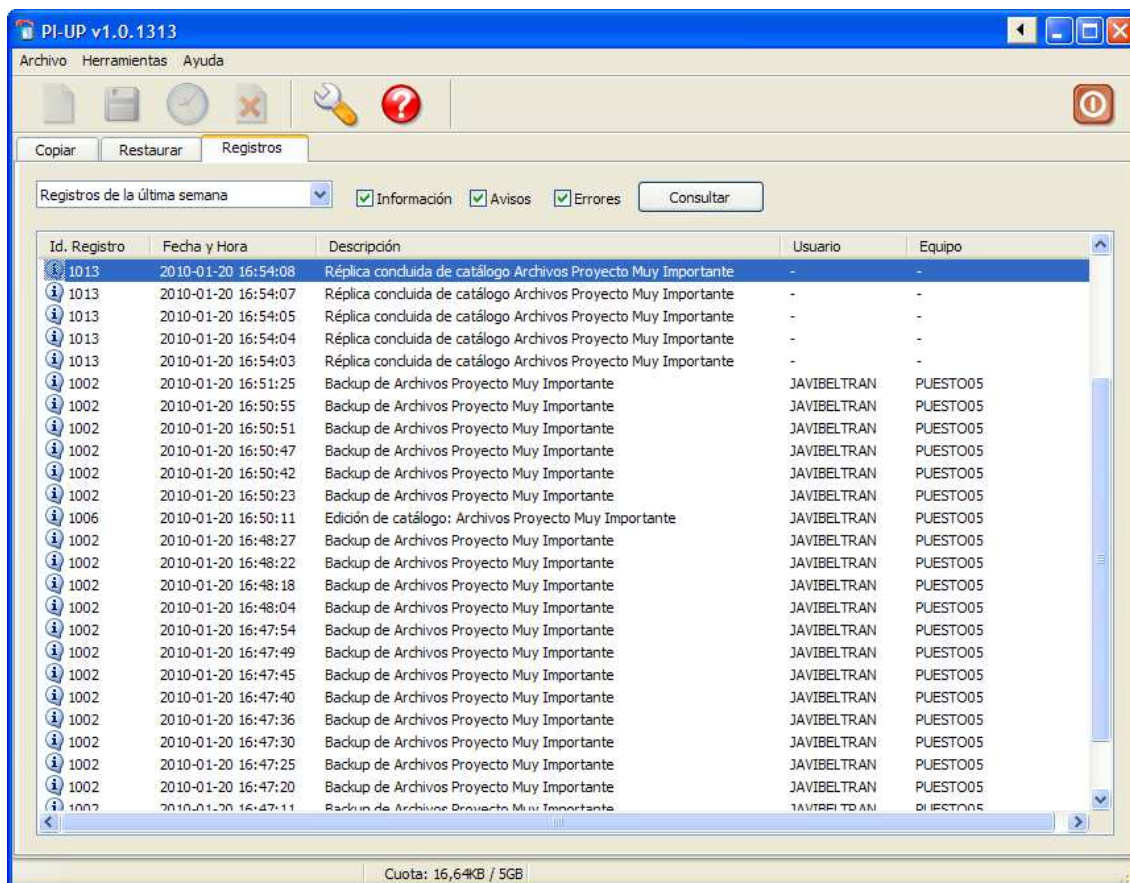 PI-UP v1.0.1313
Archivo Herramientas Ayuda
Copiar Restaurar Registros
Registros de la última semana Información Avisos Errores Consultar
Id. Registro Fecha y Hora Descripción Usuario Equipo
1013 2010-01-20 16:54:08 Réplica concluida de catálogo Archivos Proyecto Muy Importante - -
1013 2010-01-20 16:54:07 Réplica concluida de catálogo Archivos Proyecto Muy Importante - -
1013 2010-01-20 16:54:05 Réplica concluida de catálogo Archivos Proyecto Muy Importante - -
1013 2010-01-20 16:54:04 Réplica concluida de catálogo Archivos Proyecto Muy Importante - -
1013 2010-01-20 16:54:03 Réplica concluida de catálogo Archivos Proyecto Muy Importante - -
1002 2010-01-20 16:51:25 Backup de Archivos Proyecto Muy Importante JAVIBELTRAN PUESTO05
1002 2010-01-20 16:50:55 Backup de Archivos Proyecto Muy Importante JAVIBELTRAN PUESTO05
1002 2010-01-20 16:50:51 Backup de Archivos Proyecto Muy Importante JAVIBELTRAN PUESTO05
1002 2010-01-20 16:50:47 Backup de Archivos Proyecto Muy Importante JAVIBELTRAN PUESTO05
1002 2010-01-20 16:50:42 Backup de Archivos Proyecto Muy Importante JAVIBELTRAN PUESTO05
1002 2010-01-20 16:50:23 Backup de Archivos Proyecto Muy Importante JAVIBELTRAN PUESTO05
1006 2010-01-20 16:50:11 Edición de catálogo: Archivos Proyecto Muy Importante JAVIBELTRAN PUESTO05
1002 2010-01-20 16:48:27 Backup de Archivos Proyecto Muy Importante JAVIBELTRAN PUESTO05
1002 2010-01-20 16:48:22 Backup de Archivos Proyecto Muy Importante JAVIBELTRAN PUESTO05
1002 2010-01-20 16:48:18 Backup de Archivos Proyecto Muy Importante JAVIBELTRAN PUESTO05
1002 2010-01-20 16:48:04 Backup de Archivos Proyecto Muy Importante JAVIBELTRAN PUESTO05
1002 2010-01-20 16:47:54 Backup de Archivos Proyecto Muy Importante JAVIBELTRAN PUESTO05
1002 2010-01-20 16:47:49 Backup de Archivos Proyecto Muy Importante JAVIBELTRAN PUESTO05
1002 2010-01-20 16:47:45 Backup de Archivos Proyecto Muy Importante JAVIBELTRAN PUESTO05
1002 2010-01-20 16:47:40 Backup de Archivos Proyecto Muy Importante JAVIBELTRAN PUESTO05
1002 2010-01-20 16:47:36 Backup de Archivos Proyecto Muy Importante JAVIBELTRAN PUESTO05
1002 2010-01-20 16:47:30 Backup de Archivos Proyecto Muy Importante JAVIBELTRAN PUESTO05
1002 2010-01-20 16:47:25 Backup de Archivos Proyecto Muy Importante JAVIBELTRAN PUESTO05
1002 2010-01-20 16:47:20 Backup de Archivos Proyecto Muy Importante JAVIBELTRAN PUESTO05
1002 2010-01-20 16:47:11 Backup de Archivos Proyecto Muy Importante JAVIBELTRAN PUESTO05
Cuota: 16,64KB / 5GB